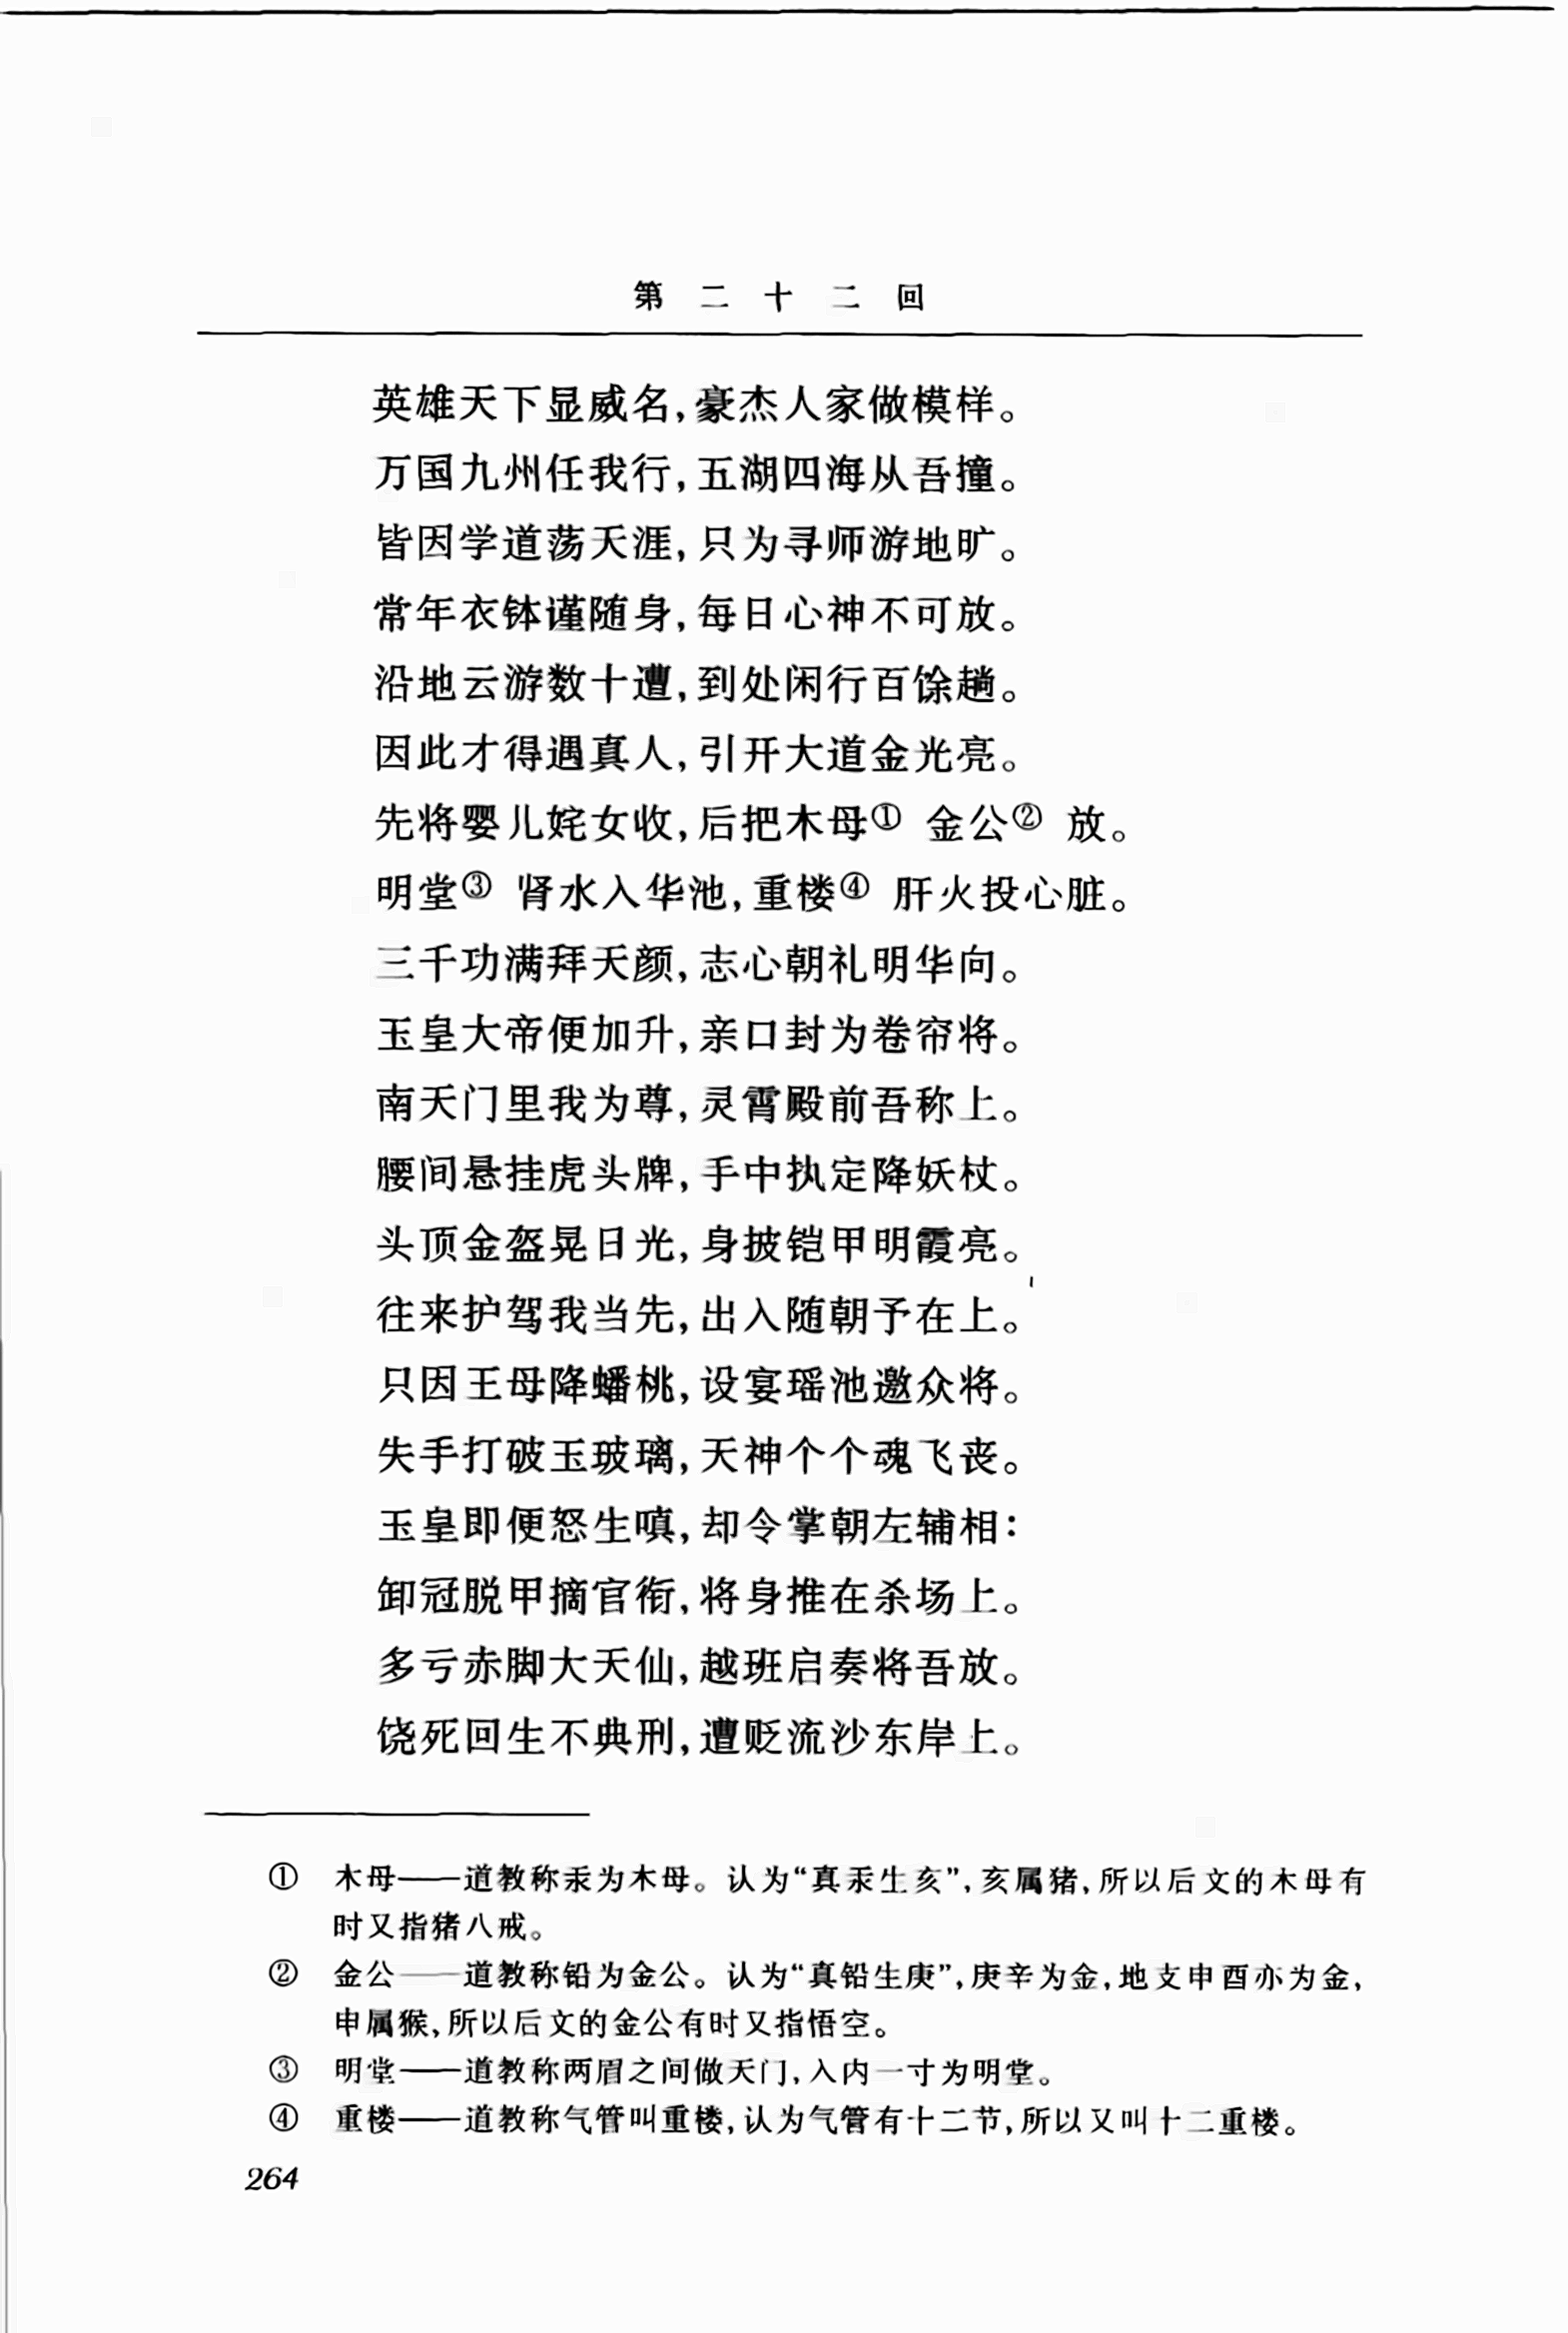 第二十二回
英雄天下显威名,豪杰人家做模样。
万国九州任我行,五湖四海从吾撞。
皆因学道荡天涯,只为寻师游地旷。
常年衣钵谨随身,每日心神不可放。
沿地云游数十遭,到处闲行百馀趟。
因此才得遇真人,引开大道金光亮。
先将婴儿姹女收,后把木母① 金公② 放。
明堂③ 肾水入华池,重楼④ 肝火投心脏。
三千功满拜天颜,志心朝礼明华向。
玉皇大帝便加升,亲口封为卷帘将。
南天门里我为尊,灵霄殿前吾称上。
腰间悬挂虎头牌,手中执定降妖杖。
头顶金盔晃日光,身披铠甲明霞亮。
往来护驾我当先,出入随朝予在上。
只因王母降蟠桃,设宴瑶池邀众将。
失手打破玉玻璃,天神个个魂飞丧。
玉皇即便怒生嗔,却令掌朝左辅相:
卸冠脱甲摘官衔,将身推在杀场上。
多亏赤脚大天仙,越班启奏将吾放。
饶死回生不典刑,遭贬流沙东岸上。
① 木母——道教称汞为木母。认为“真汞生亥”,亥属猪,所以后文的木母有
时又指猪八戒。
② 金公——道教称铅为金公。认为“真铅生庚”,庚辛为金,地支申酉亦为金,
申属猴,所以后文的金公有时又指悟空。
③ 明堂——道教称两眉之间做天门,入内一寸为明堂。
④ 重楼——道教称气管叫重楼,认为气管有十二节,所以又叫十二重楼。
264